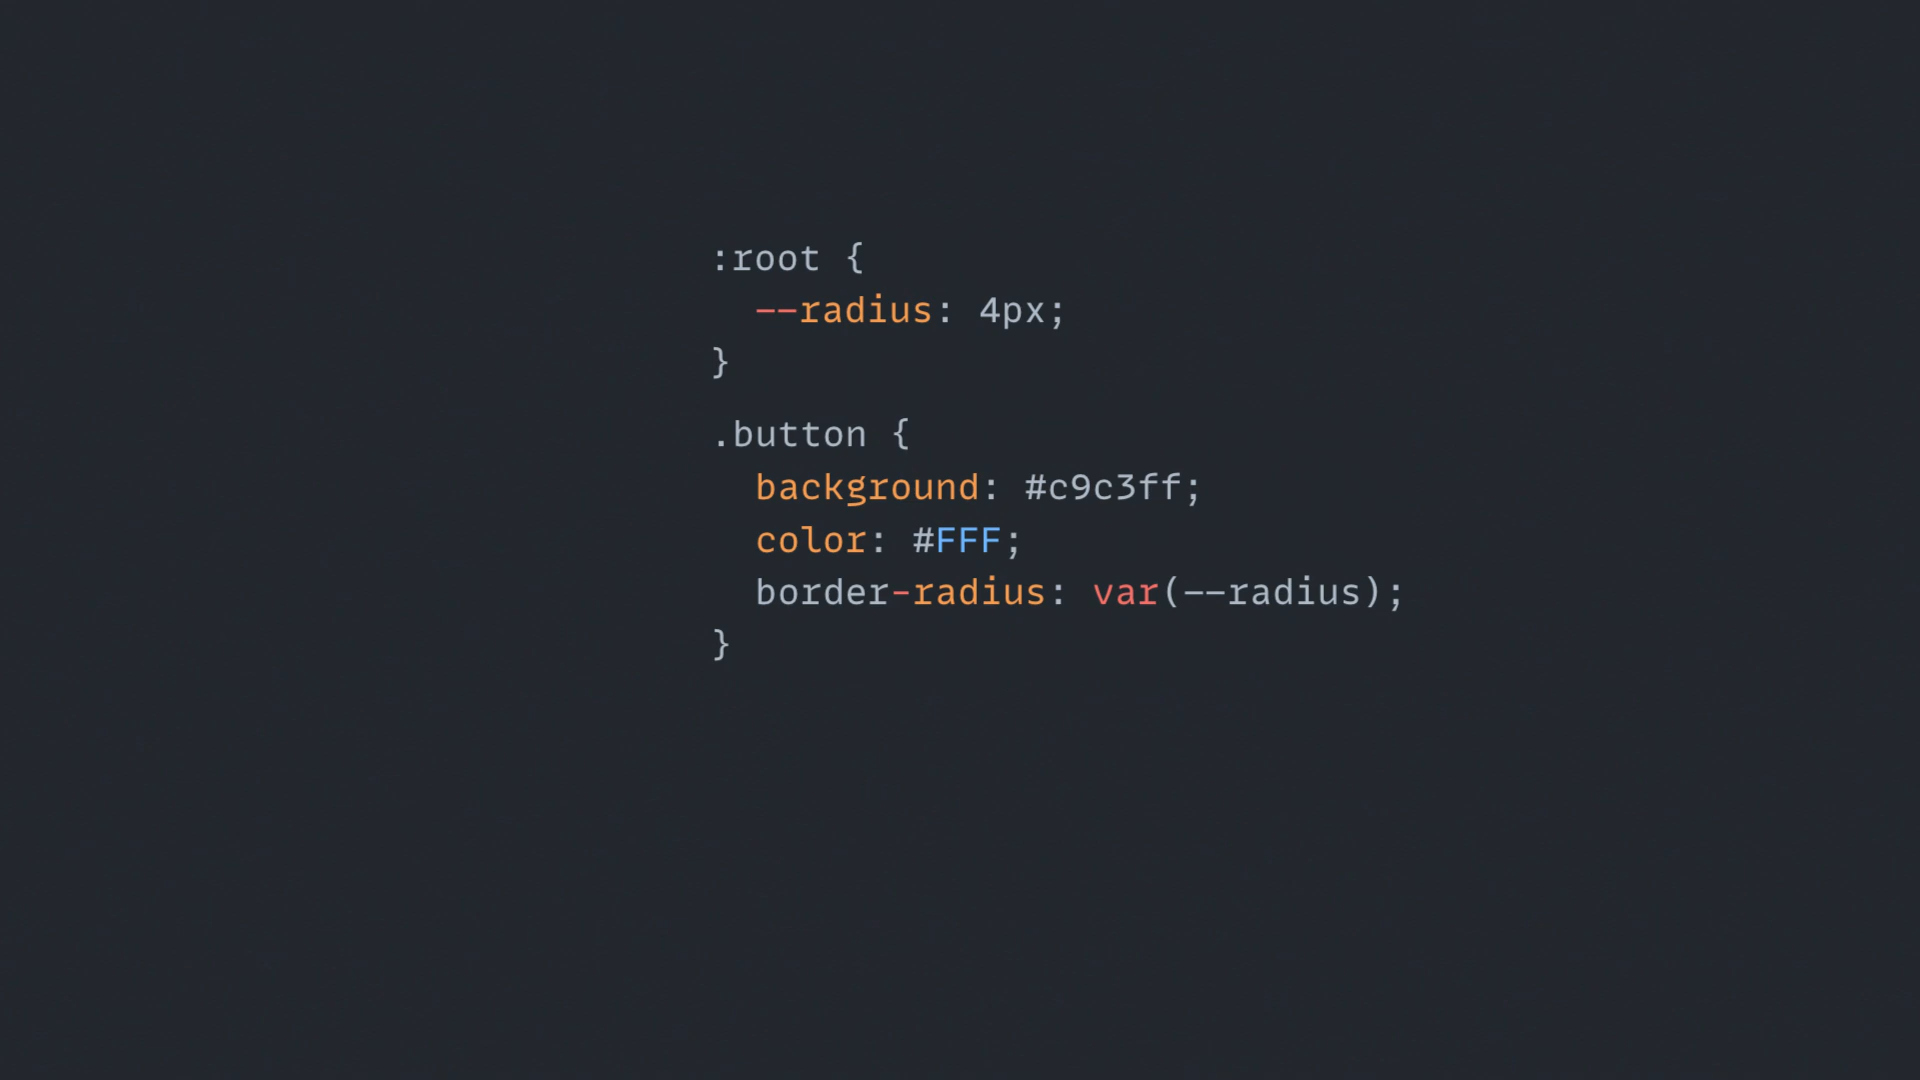 :root {
  --radius: 4px;
}
.button {
  background: #c9c3ff;
  color: #FFF;
  border-radius: var(--radius);
}